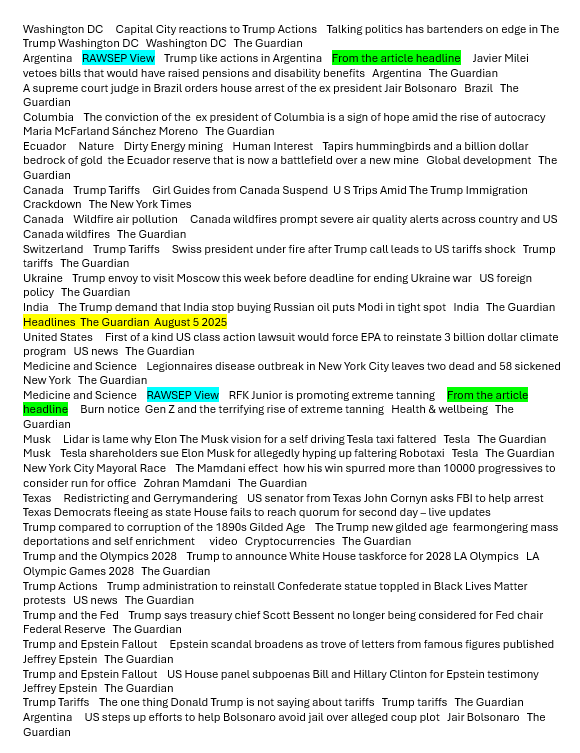 Washington DC Capital City reactions to Trump Actions Talking politics has bartenders on edge in The
Trump Washington DC Washington DC The Guardian
Argentina RAWSEP View Trump like actions in Argentina From the article headline Javier Milei
vetoes bills that would have raised pensions and disability benefits Argentina The Guardian
A supreme court judge in Brazil orders house arrest of the ex president Jair Bolsonaro Brazil The
Guardian
Columbia The conviction of the ex president of Columbia is a sign of hope amid the rise of autocracy
Maria McFarland Sánchez Moreno The Guardian
Ecuador Nature Dirty Energy mining Human Interest Tapirs hummingbirds and a billion dollar
bedrock of gold the Ecuador reserve that is now a battlefield over a new mine Global development The
Guardian
Canada Trump Tariffs Girl Guides from Canada Suspend U S Trips Amid The Trump Immigration
Crackdown The New York Times
Canada Wildfire air pollution Canada wildfires prompt severe air quality alerts across country and US
Canada wildfires The Guardian
Switzerland Trump Tariffs Swiss president under fire after Trump call leads to US tariffs shock Trump
tariffs The Guardian
Ukraine Trump envoy to visit Moscow this week before deadline for ending Ukraine war US foreign
policy The Guardian
India The Trump demand that India stop buying Russian oil puts Modi in tight spot India The Guardian
Headlines The Guardian August 5 2025
United States First of a kind US class action lawsuit would force EPA to reinstate 3 billion dollar climate
program US news The Guardian
Medicine and Science Legionnaires disease outbreak in New York City leaves two dead and 58 sickened
New York The Guardian
Medicine and Science RAWSEP View RFK Junior is promoting extreme tanning From the article
headline Burn notice Gen Z and the terrifying rise of extreme tanning Health & wellbeing The
Guardian
Musk Lidar is lame why Elon The Musk vision for a self driving Tesla taxi faltered Tesla The Guardian
Musk Tesla shareholders sue Elon Musk for allegedly hyping up faltering Robotaxi Tesla The Guardian
New York City Mayoral Race The Mamdani effect how his win spurred more than 10000 progressives to
consider run for office Zohran Mamdani The Guardian
Texas Redistricting and Gerrymandering US senator from Texas John Cornyn asks FBI to help arrest
Texas Democrats fleeing as state House fails to reach quorum for second day – live updates
Trump compared to corruption of the 1890s Gilded Age The Trump new gilded age fearmongering mass
deportations and self enrichment video Cryptocurrencies The Guardian
Trump and the Olympics 2028 Trump to announce White House taskforce for 2028 LA Olympics LA
Olympic Games 2028 The Guardian
Trump Actions Trump administration to reinstall Confederate statue toppled in Black Lives Matter
protests US news The Guardian
Trump and the Fed Trump says treasury chief Scott Bessent no longer being considered for Fed chair
Federal Reserve The Guardian
Trump and Epstein Fallout Epstein scandal broadens as trove of letters from famous figures published
Jeffrey Epstein The Guardian
Trump and Epstein Fallout US House panel subpoenas Bill and Hillary Clinton for Epstein testimony
Jeffrey Epstein The Guardian
Trump Tariffs The one thing Donald Trump is not saying about tariffs Trump tariffs The Guardian
Argentina US steps up efforts to help Bolsonaro avoid jail over alleged coup plot Jair Bolsonaro The
Guardian